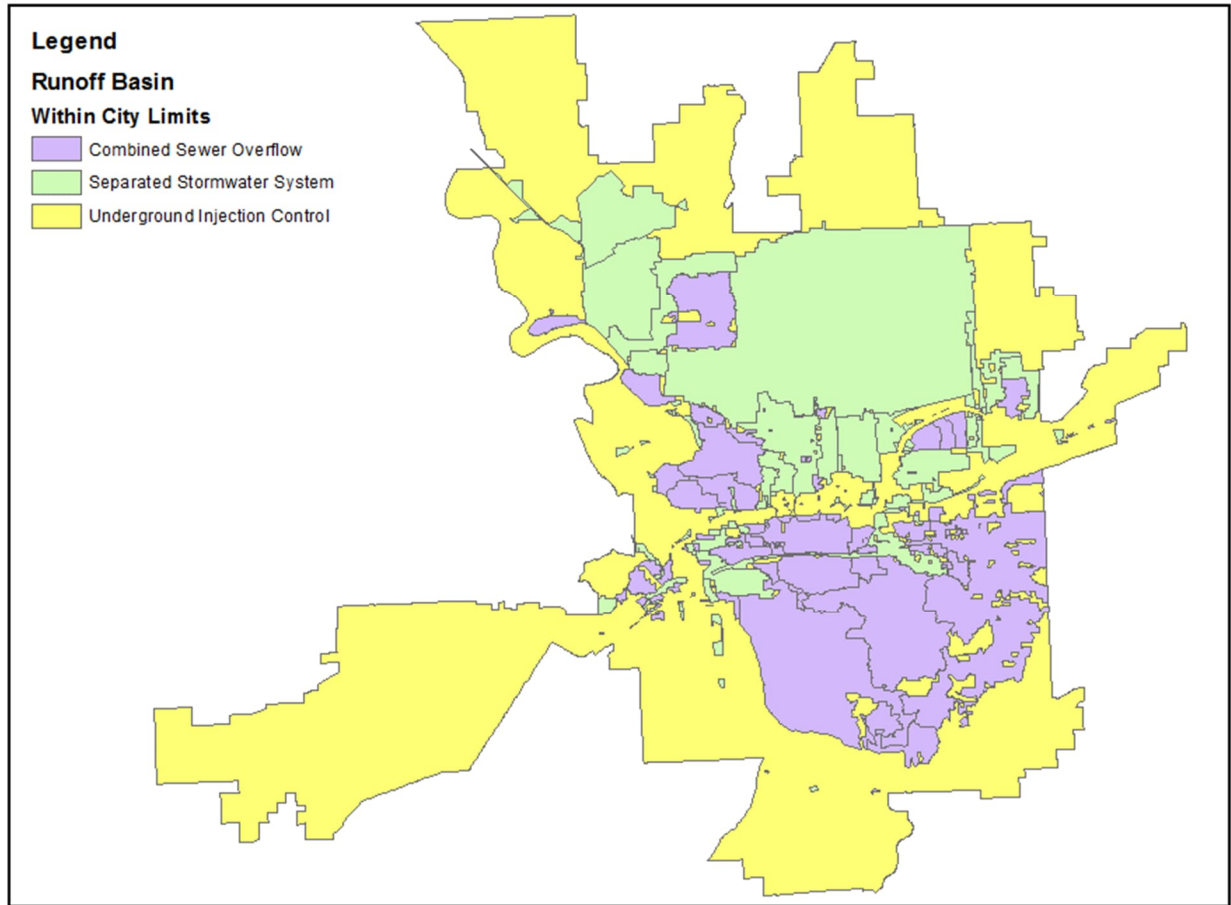 Legend
Runoff Basin
Within City Limits
Combined Sewer Overflow
Separated Stormwater System
Underground Injection Control